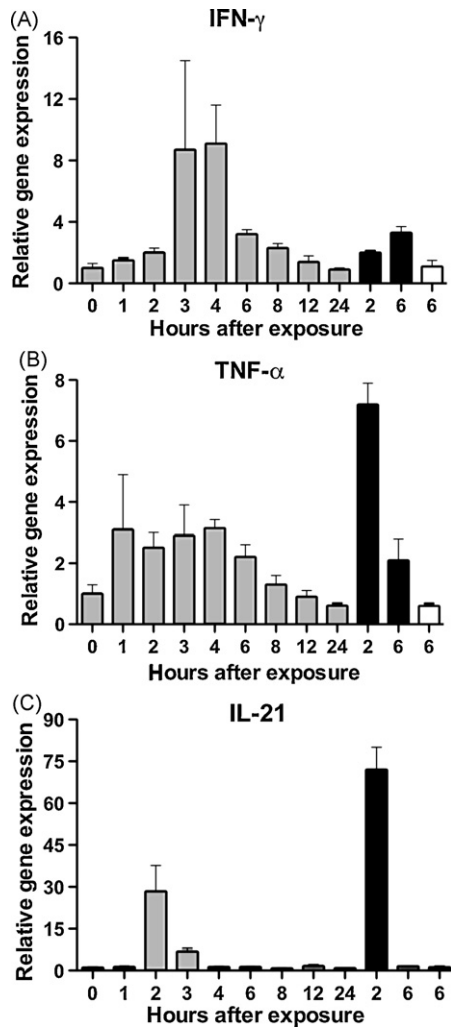 (A) IFN-γ
Relative gene expression
16
12
8
4
0
0 1 2 3 4 6 8 12 24 2 6 6
Hours after exposure
(B) TNF-α
Relative gene expression
8
6
4
2
0
0 1 2 3 4 6 8 12 24 2 6 6
Hours after exposure
(C) IL-21
Relative gene expression
90
75
45
30
15
0
0 1 2 3 4 6 8 12 24 2 6 6
Hours after exposure